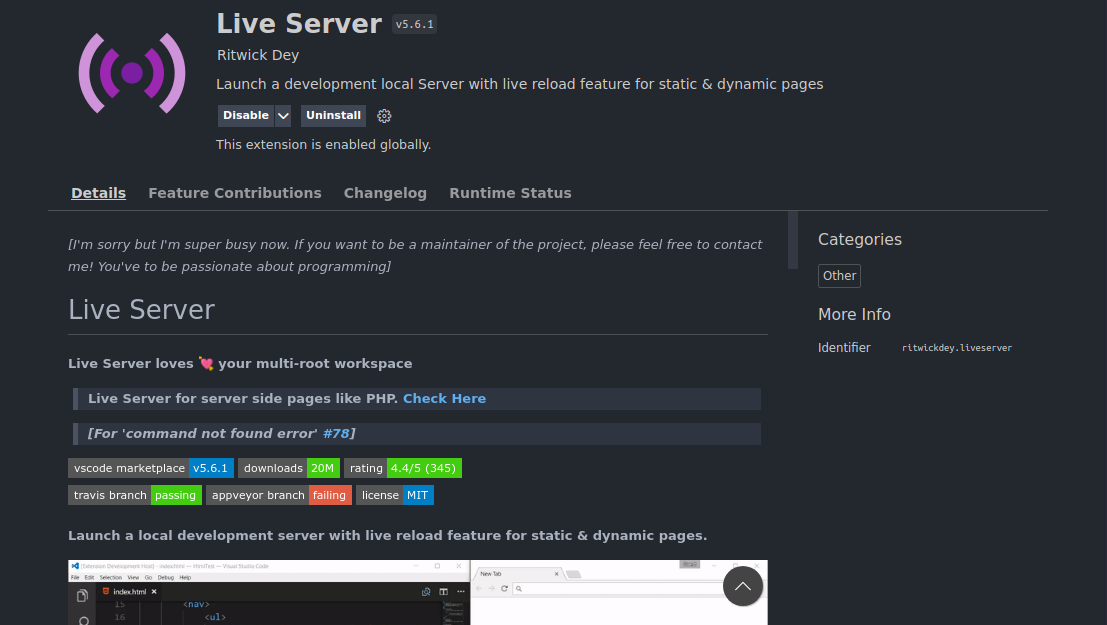 Live Server v5.6.1
Ritwick Dey
Launch a development local Server with live reload feature for static & dynamic pages
Disable Uninstall
This extension is enabled globally.
Details Feature Contributions Changelog Runtime Status
[I'm sorry but I'm super busy now. If you want to be a maintainer of the project, please feel free to contact
me! You've to be passionate about programming]
Live Server
Live Server loves 💘 your multi-root workspace
Live Server for server side pages like PHP. Check Here
[For 'command not found error' #78]
vscode marketplace v5.6.1 downloads 20M rating 4.4/5 (345)
travis branch passing appveyor branch failing license MIT
Launch a local development server with live reload feature for static & dynamic pages.
[Extension Development Host] - index.html — HtmlTest — Visual Studio Code
File Edit Selection View Go Debug Help
index.html
15 <nav>
16 <ul>
New Tab
Categories
Other
More Info
Identifier ritwickdey.liveserver